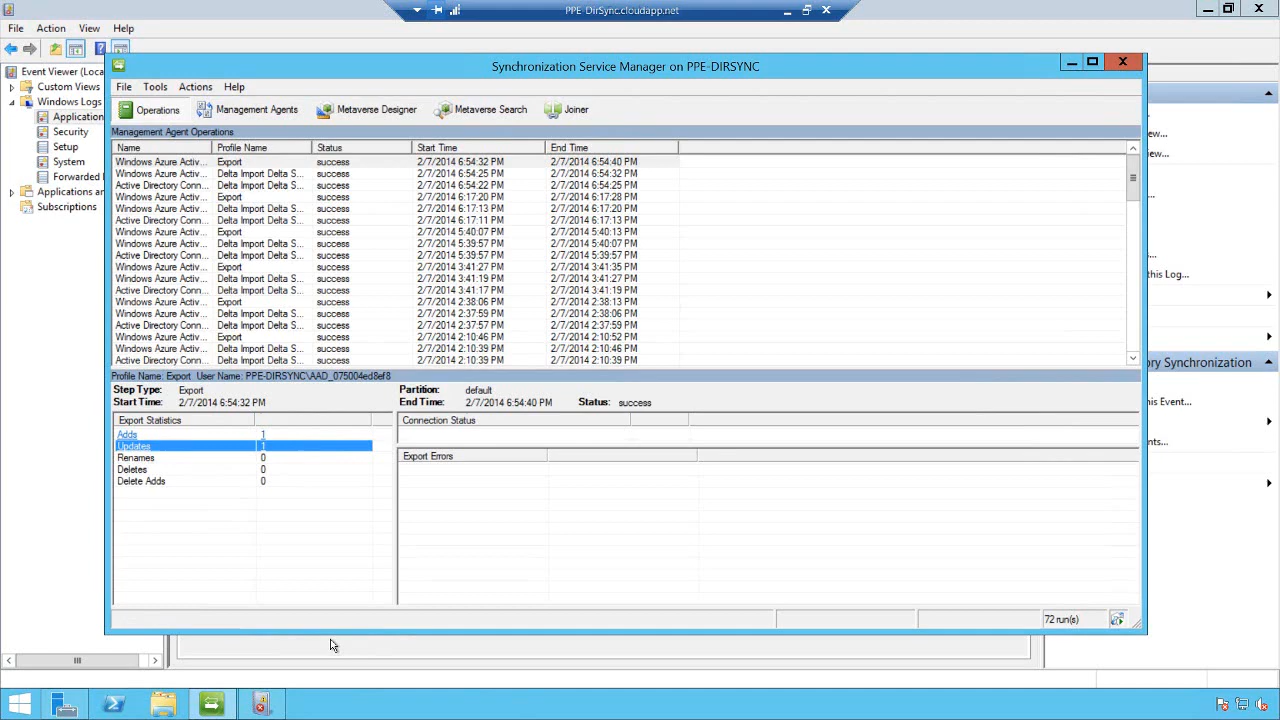 PPE-DirSync.cloudapp.net
File Action View Help
Event Viewer (Loca
Custom Views
Windows Logs
Application
Security
Setup
System
Forwarded
Applications an
Subscriptions
Synchronization Service Manager on PPE-DIRSYNC
File Tools Actions Help
Operations Management Agents Metaverse Designer Metaverse Search Joiner
Management Agent Operations
Name Profile Name Status Start Time End Time
Windows Azure Activ... Export success 2/7/2014 6:54:32 PM 2/7/2014 6:54:40 PM
Windows Azure Activ... Delta Import Delta S... success 2/7/2014 6:54:25 PM 2/7/2014 6:54:32 PM
Active Directory Conn... Delta Import Delta S... success 2/7/2014 6:54:22 PM 2/7/2014 6:54:25 PM
Windows Azure Activ... Export success 2/7/2014 6:17:20 PM 2/7/2014 6:17:28 PM
Windows Azure Activ... Delta Import Delta S... success 2/7/2014 6:17:13 PM 2/7/2014 6:17:20 PM
Active Directory Conn... Delta Import Delta S... success 2/7/2014 6:17:11 PM 2/7/2014 6:17:13 PM
Windows Azure Activ... Export success 2/7/2014 5:40:07 PM 2/7/2014 5:40:13 PM
Windows Azure Activ... Delta Import Delta S... success 2/7/2014 5:39:57 PM 2/7/2014 5:40:07 PM
Active Directory Conn... Delta Import Delta S... success 2/7/2014 5:39:57 PM 2/7/2014 5:39:57 PM
Windows Azure Activ... Export success 2/7/2014 3:41:27 PM 2/7/2014 3:41:35 PM
Windows Azure Activ... Delta Import Delta S... success 2/7/2014 3:41:19 PM 2/7/2014 3:41:27 PM
Active Directory Conn... Delta Import Delta S... success 2/7/2014 3:41:17 PM 2/7/2014 3:41:19 PM
Windows Azure Activ... Export success 2/7/2014 2:38:06 PM 2/7/2014 2:38:13 PM
Windows Azure Activ... Delta Import Delta S... success 2/7/2014 2:37:59 PM 2/7/2014 2:38:06 PM
Active Directory Conn... Delta Import Delta S... success 2/7/2014 2:37:57 PM 2/7/2014 2:37:59 PM
Windows Azure Activ... Export success 2/7/2014 2:10:46 PM 2/7/2014 2:10:52 PM
Windows Azure Activ... Delta Import Delta S... success 2/7/2014 2:10:39 PM 2/7/2014 2:10:46 PM
Active Directory Conn... Delta Import Delta S... success 2/7/2014 2:10:39 PM 2/7/2014 2:10:39 PM
Profile Name: Export User Name: PPE-DIRSYNC\AAD_075004ed8ef8
Step Type: Export Partition: default
Start Time: 2/7/2014 6:54:32 PM End Time: 2/7/2014 6:54:40 PM Status: success
Export Statistics Connection Status
Adds 1
Updates 1
Renames 0
Deletes 0
Delete Adds 0
Export Errors
72 run(s)
ew...
ew...
...
this Log...
ory Synchronization
his Event...
nts...